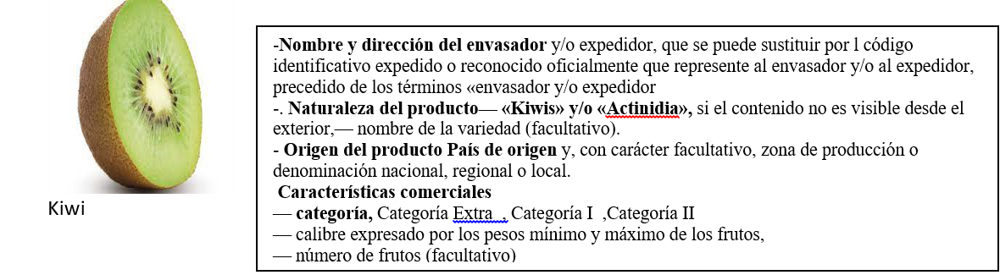 -Nombre y dirección del envasador y/o expedidor, que se puede sustituir por l código
identificativo expedido o reconocido oficialmente que represente al envasador y/o al expedidor,
precedido de los términos «envasador y/o expedidor
-. Naturaleza del producto— «Kiwis» y/o «Actinidia», si el contenido no es visible desde el
exterior,— nombre de la variedad (facultativo).
- Origen del producto País de origen y, con carácter facultativo, zona de producción o
denominación nacional, regional o local.
Características comerciales
— categoría, Categoría Extra , Categoría I ,Categoría II
— calibre expresado por los pesos mínimo y máximo de los frutos,
— número de frutos (facultativo)
Kiwi